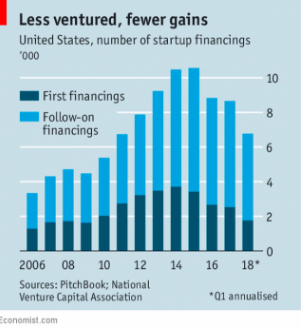 Less ventured, fewer gains
United States, number of startup financings
’000
First financings
Follow-on
financings
10
8
6
4
2
0
2006 08 10 12 14 16 18*
Sources: PitchBook; National
Venture Capital Association
*Q1 annualised
Economist.com